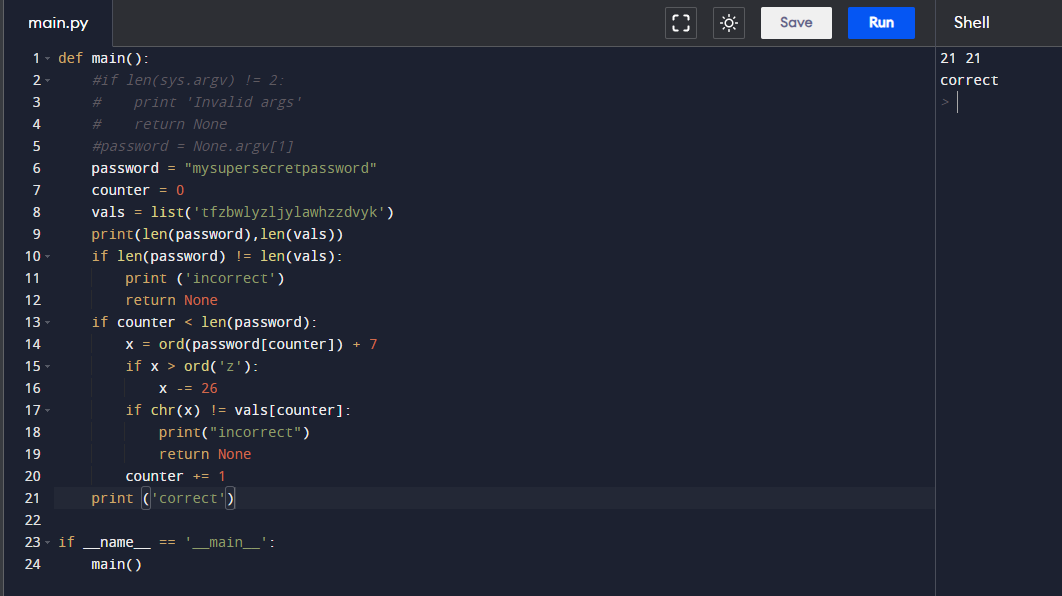 main.py Save Run Shell
1 def main():
2     #if len(sys.argv) != 2:
3     #    print 'Invalid args'
4     #    return None
5     #password = None.argv[1]
6     password = "mysupersecretpassword"
7     counter = 0
8     vals = list('tfzbwlyzljylawhzzdvyk')
9     print(len(password),len(vals))
10     if len(password) != len(vals):
11         print ('incorrect')
12         return None
13     if counter < len(password):
14         x = ord(password[counter]) + 7
15         if x > ord('z'):
16             x -= 26
17         if chr(x) != vals[counter]:
18             print("incorrect")
19             return None
20         counter += 1
21     print ('correct')
22
23 if __name__ == '__main__':
24     main()
21 21
correct
>